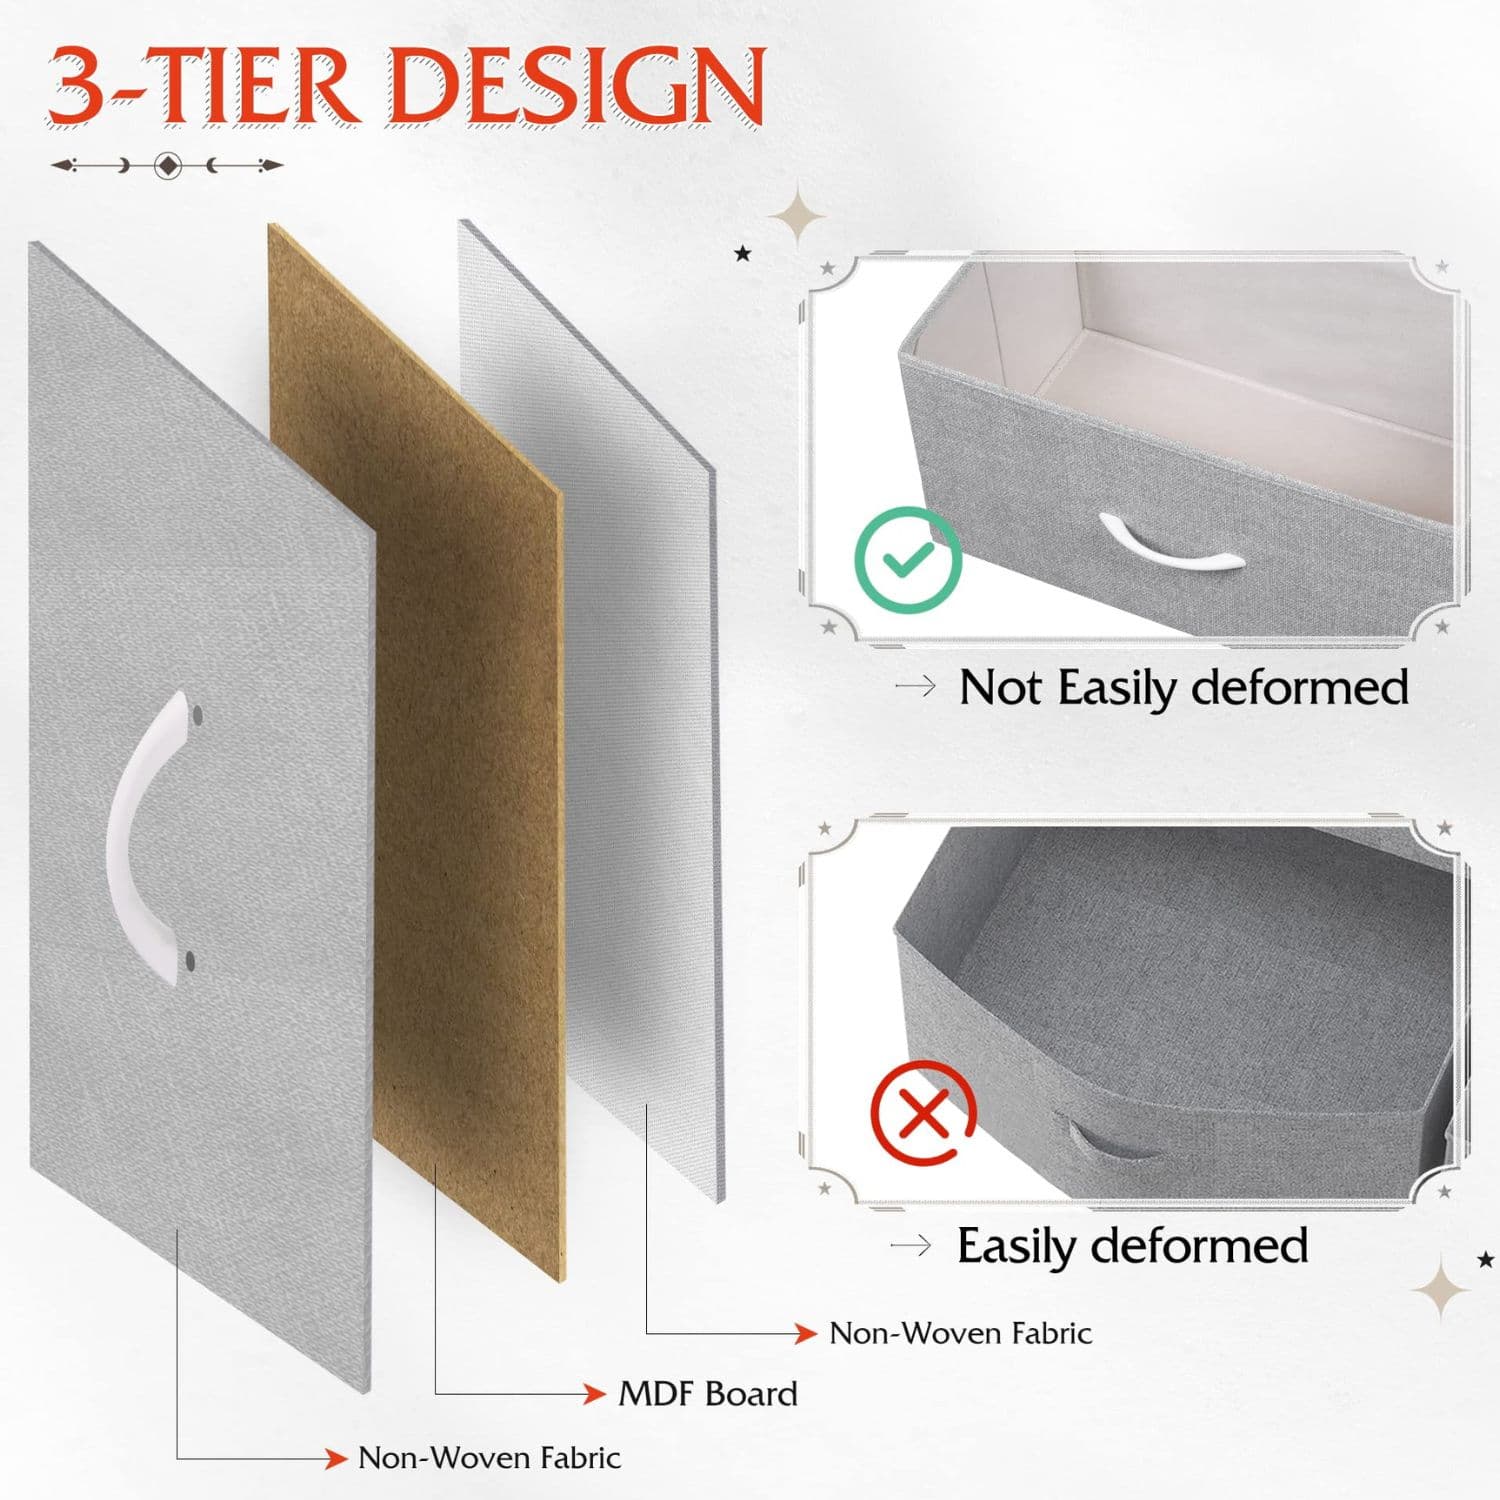 3-TIER DESIGN
Not Easily deformed
Easily deformed
Non-Woven Fabric
MDF Board
Non-Woven Fabric